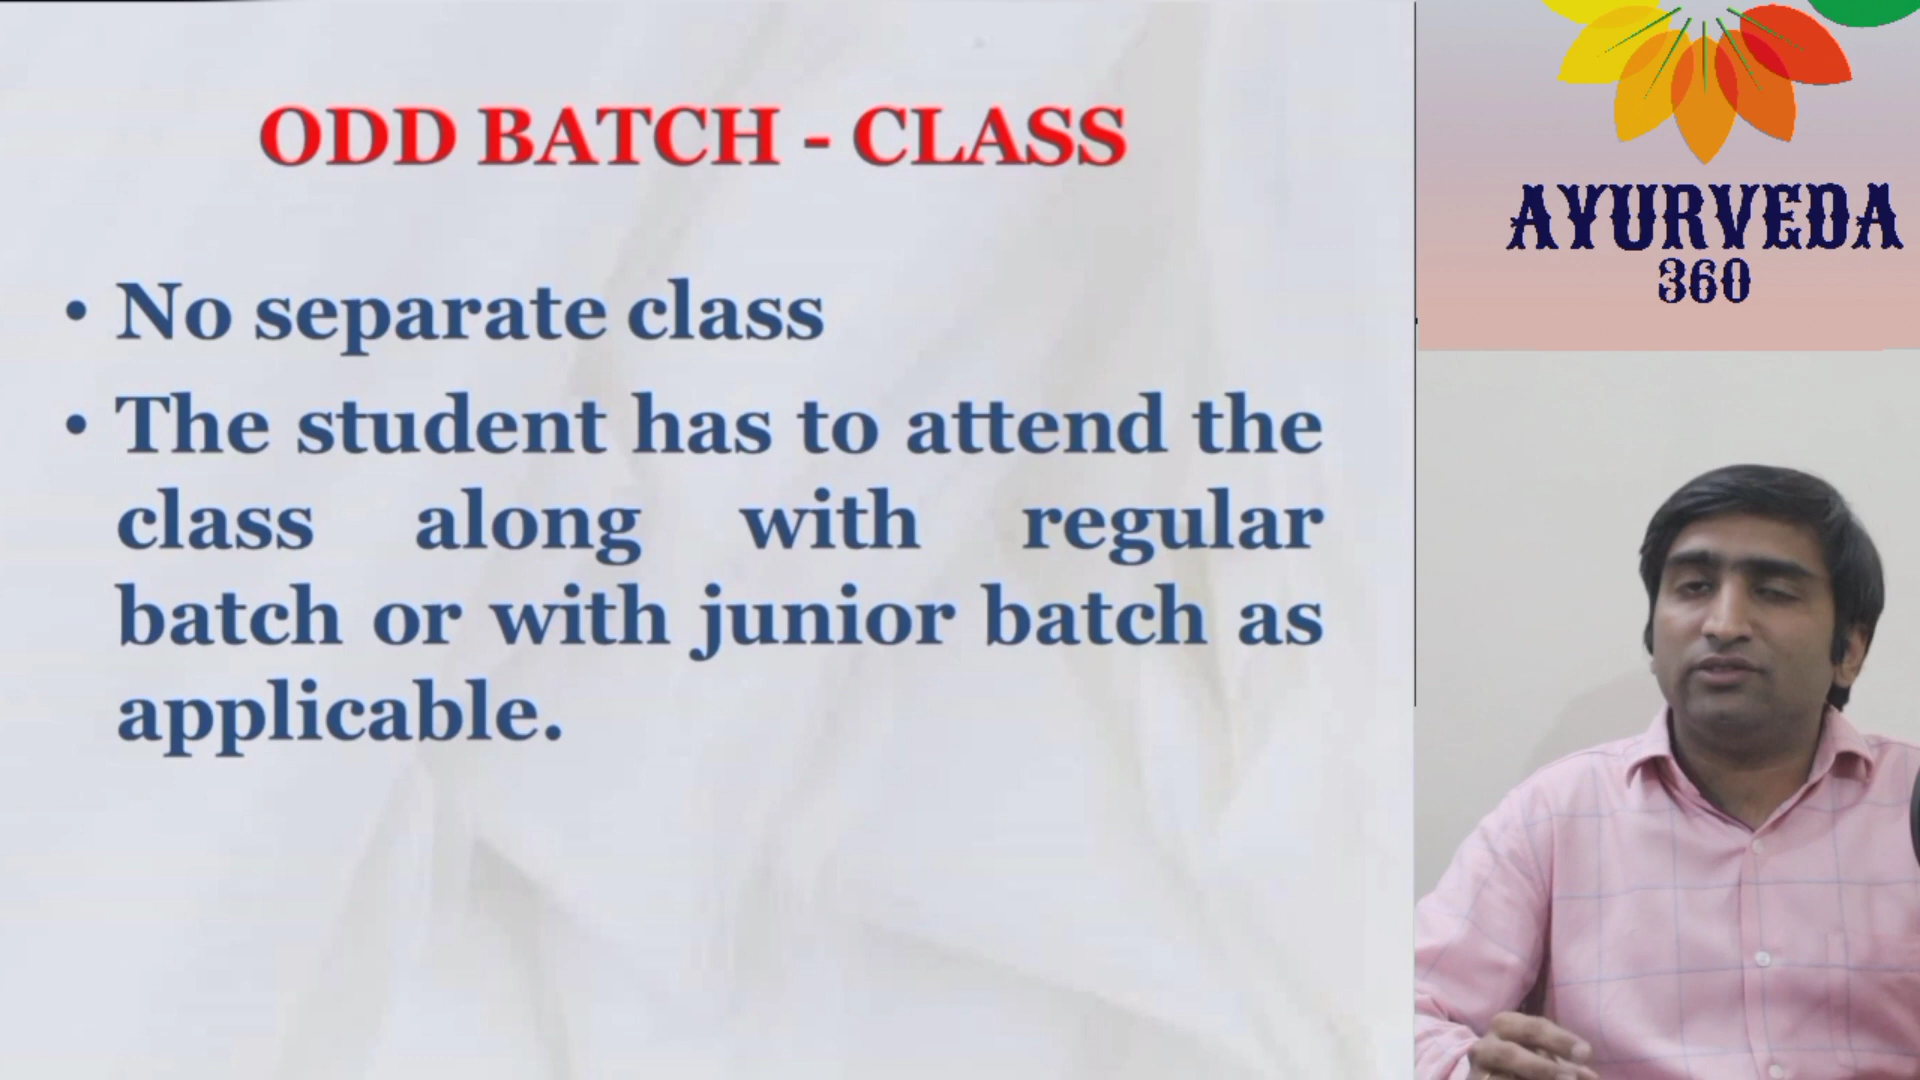 ODD BATCH - CLASS
• No separate class
• The student has to attend the
class along with regular
batch or with junior batch as
applicable.
AYURVEDA
360